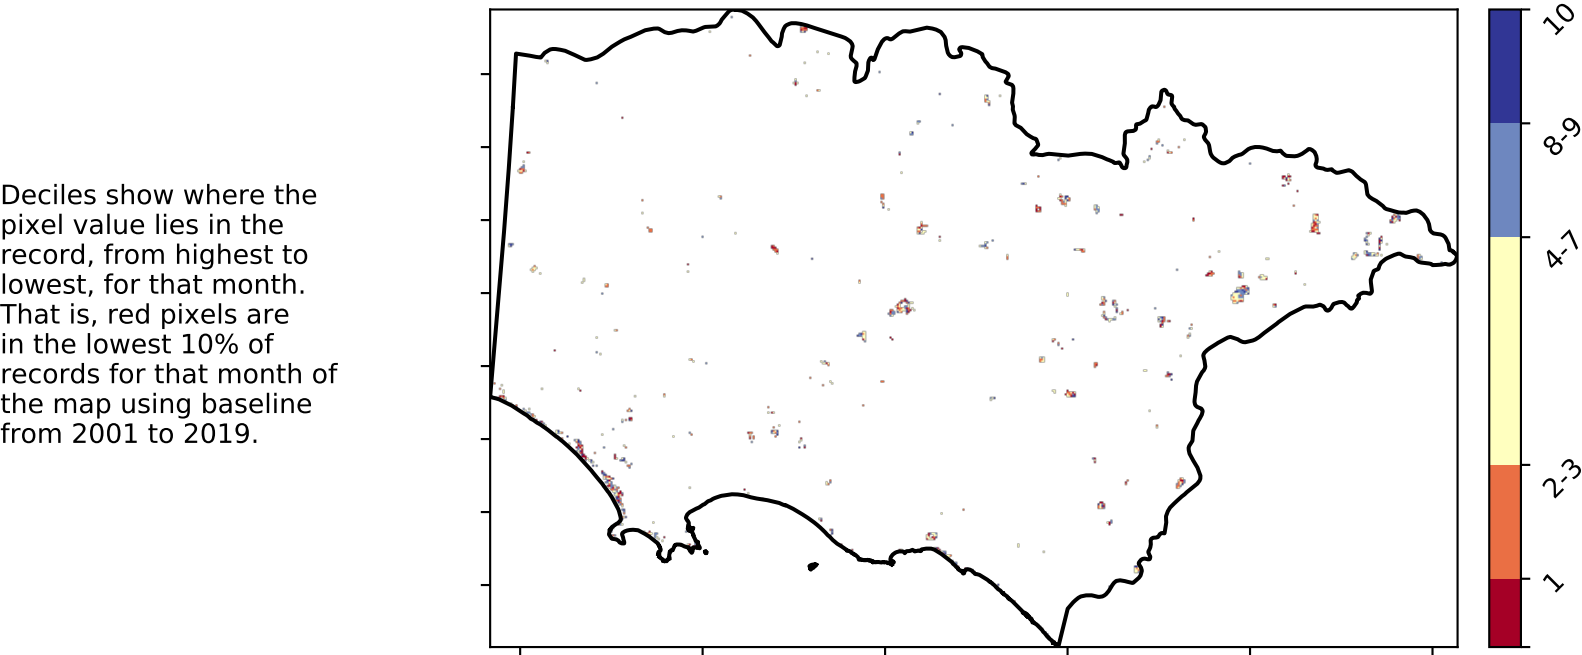 Deciles show where the
pixel value lies in the
record, from highest to
lowest, for that month.
That is, red pixels are
in the lowest 10% of
records for that month of
the map using baseline
from 2001 to 2019.
10
8-9
4-7
2-3
1